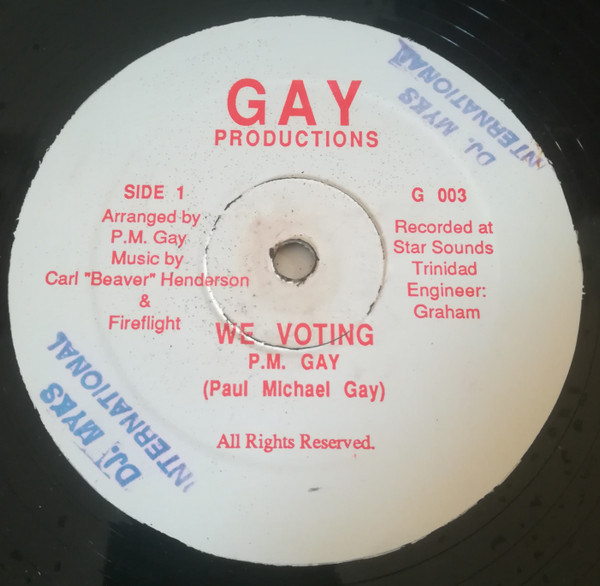 GAY
PRODUCTIONS
DJ. MYKS
INTERNATIONAL
SIDE 1
Arranged by
P.M. Gay
Music by
Carl "Beaver" Henderson
&
Fireflight
G 003
Recorded at
Star Sounds
Trinidad
Engineer:
Graham
WE VOTING
P.M. GAY
(Paul Michael Gay)
All Rights Reserved.
DJ. MYKS
INTERNATIONAL